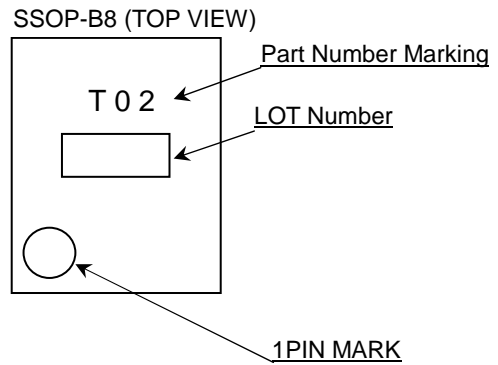 SSOP-B8 (TOP VIEW)
Part Number Marking
T 0 2
LOT Number
1PIN MARK